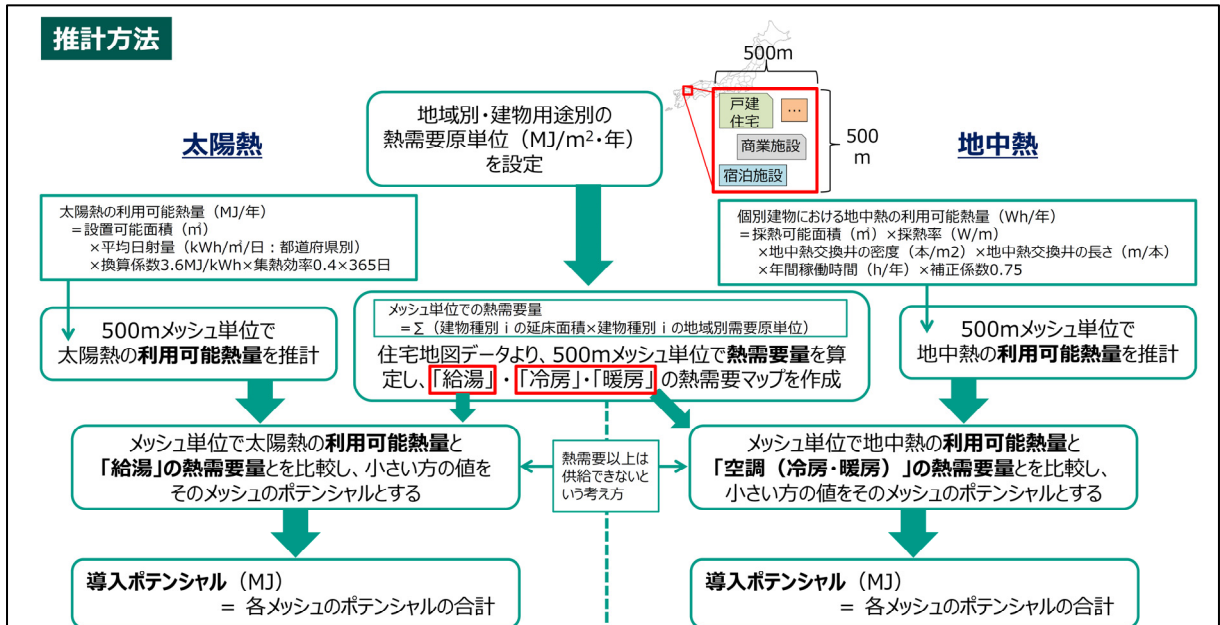 推計方法
500m
戸建
住宅
…
商業施設
宿泊施設
500
m
地域別・建物用途別の
熱需要原単位（MJ/m²・年）
を設定
太陽熱
地中熱
太陽熱の利用可能熱量（MJ/年）
＝設置可能面積（㎡）
×平均日射量（kWh/㎡/日：都道府県別）
×換算係数3.6MJ/kWh×集熱効率0.4×365日
個別建物における地中熱の利用可能熱量（Wh/年）
＝採熱可能面積（㎡）×採熱率（W/m）
×地中熱交換井の密度（本/m2）×地中熱交換井の長さ（m/本）
×年間稼働時間（h/年）×補正係数0.75
500mメッシュ単位で
太陽熱の利用可能熱量を推計
メッシュ単位での熱需要量
＝∑（建物種別ｉの延床面積×建物種別ｉの地域別需要原単位）
住宅地図データより、500mメッシュ単位で熱需要量を算
定し、「給湯」・「冷房」・「暖房」の熱需要マップを作成
500mメッシュ単位で
地中熱の利用可能熱量を推計
メッシュ単位で太陽熱の利用可能熱量と
「給湯」の熱需要量とを比較し、小さい方の値を
そのメッシュのポテンシャルとする
熱需要以上は
供給できないと
いう考え方
メッシュ単位で地中熱の利用可能熱量と
「空調（冷房・暖房）」の熱需要量とを比較し、
小さい方の値をそのメッシュのポテンシャルとする
導入ポテンシャル（MJ）
＝ 各メッシュのポテンシャルの合計
導入ポテンシャル（MJ）
＝ 各メッシュのポテンシャルの合計